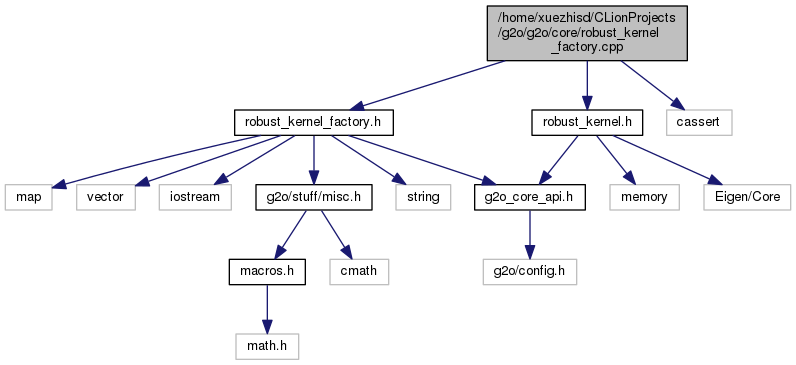 /home/xuezhisd/CLionProjects
/g2o/g2o/core/robust_kernel
_factory.cpp
robust_kernel_factory.h
robust_kernel.h
cassert
map
vector
iostream
g2o/stuff/misc.h
string
g2o_core_api.h
memory
Eigen/Core
macros.h
cmath
g2o/config.h
math.h